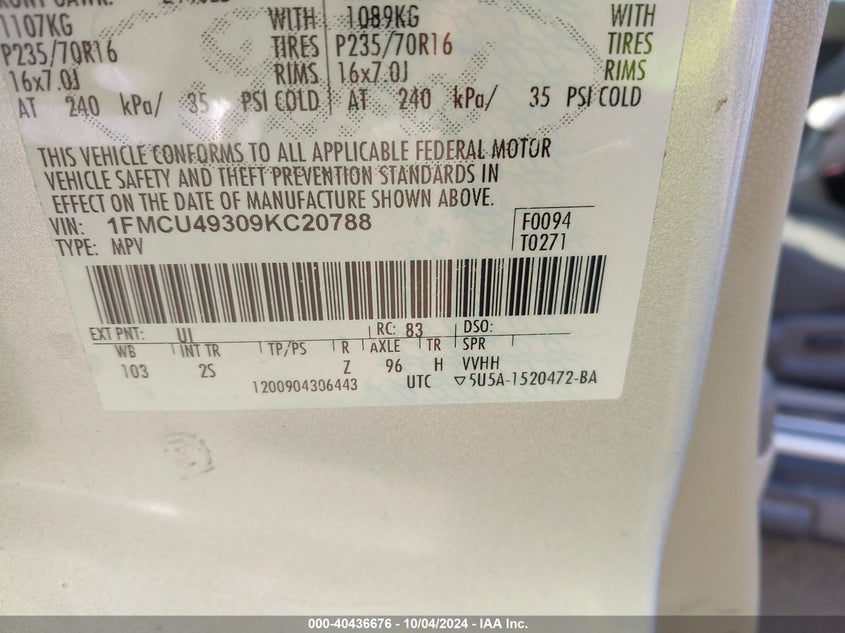 1107KG WITH 1089KG WITH
P235/70R16 TIRES P235/70R16 TIRES
16x7.0J RIMS 16x7.0J RIMS
AT 240 kPa/ 35 PSI COLD AT 240 kPa/ 35 PSI COLD
THIS VEHICLE CONFORMS TO ALL APPLICABLE FEDERAL MOTOR
VEHICLE SAFETY AND THEFT PREVENTION STANDARDS IN
EFFECT ON THE DATE OF MANUFACTURE SHOWN ABOVE.
VIN: 1FMCU49309KC20788 F0094
TYPE: MPV T0271
EXT PNT: UI RC: 83 DSO:
WB INT TR TP/PS R AXLE TR SPR
103 2S Z 96 H VVHH
1200904306443 UTC ▽5U5A-1520472-BA
000-40436676 - 10/04/2024 - IAA Inc.